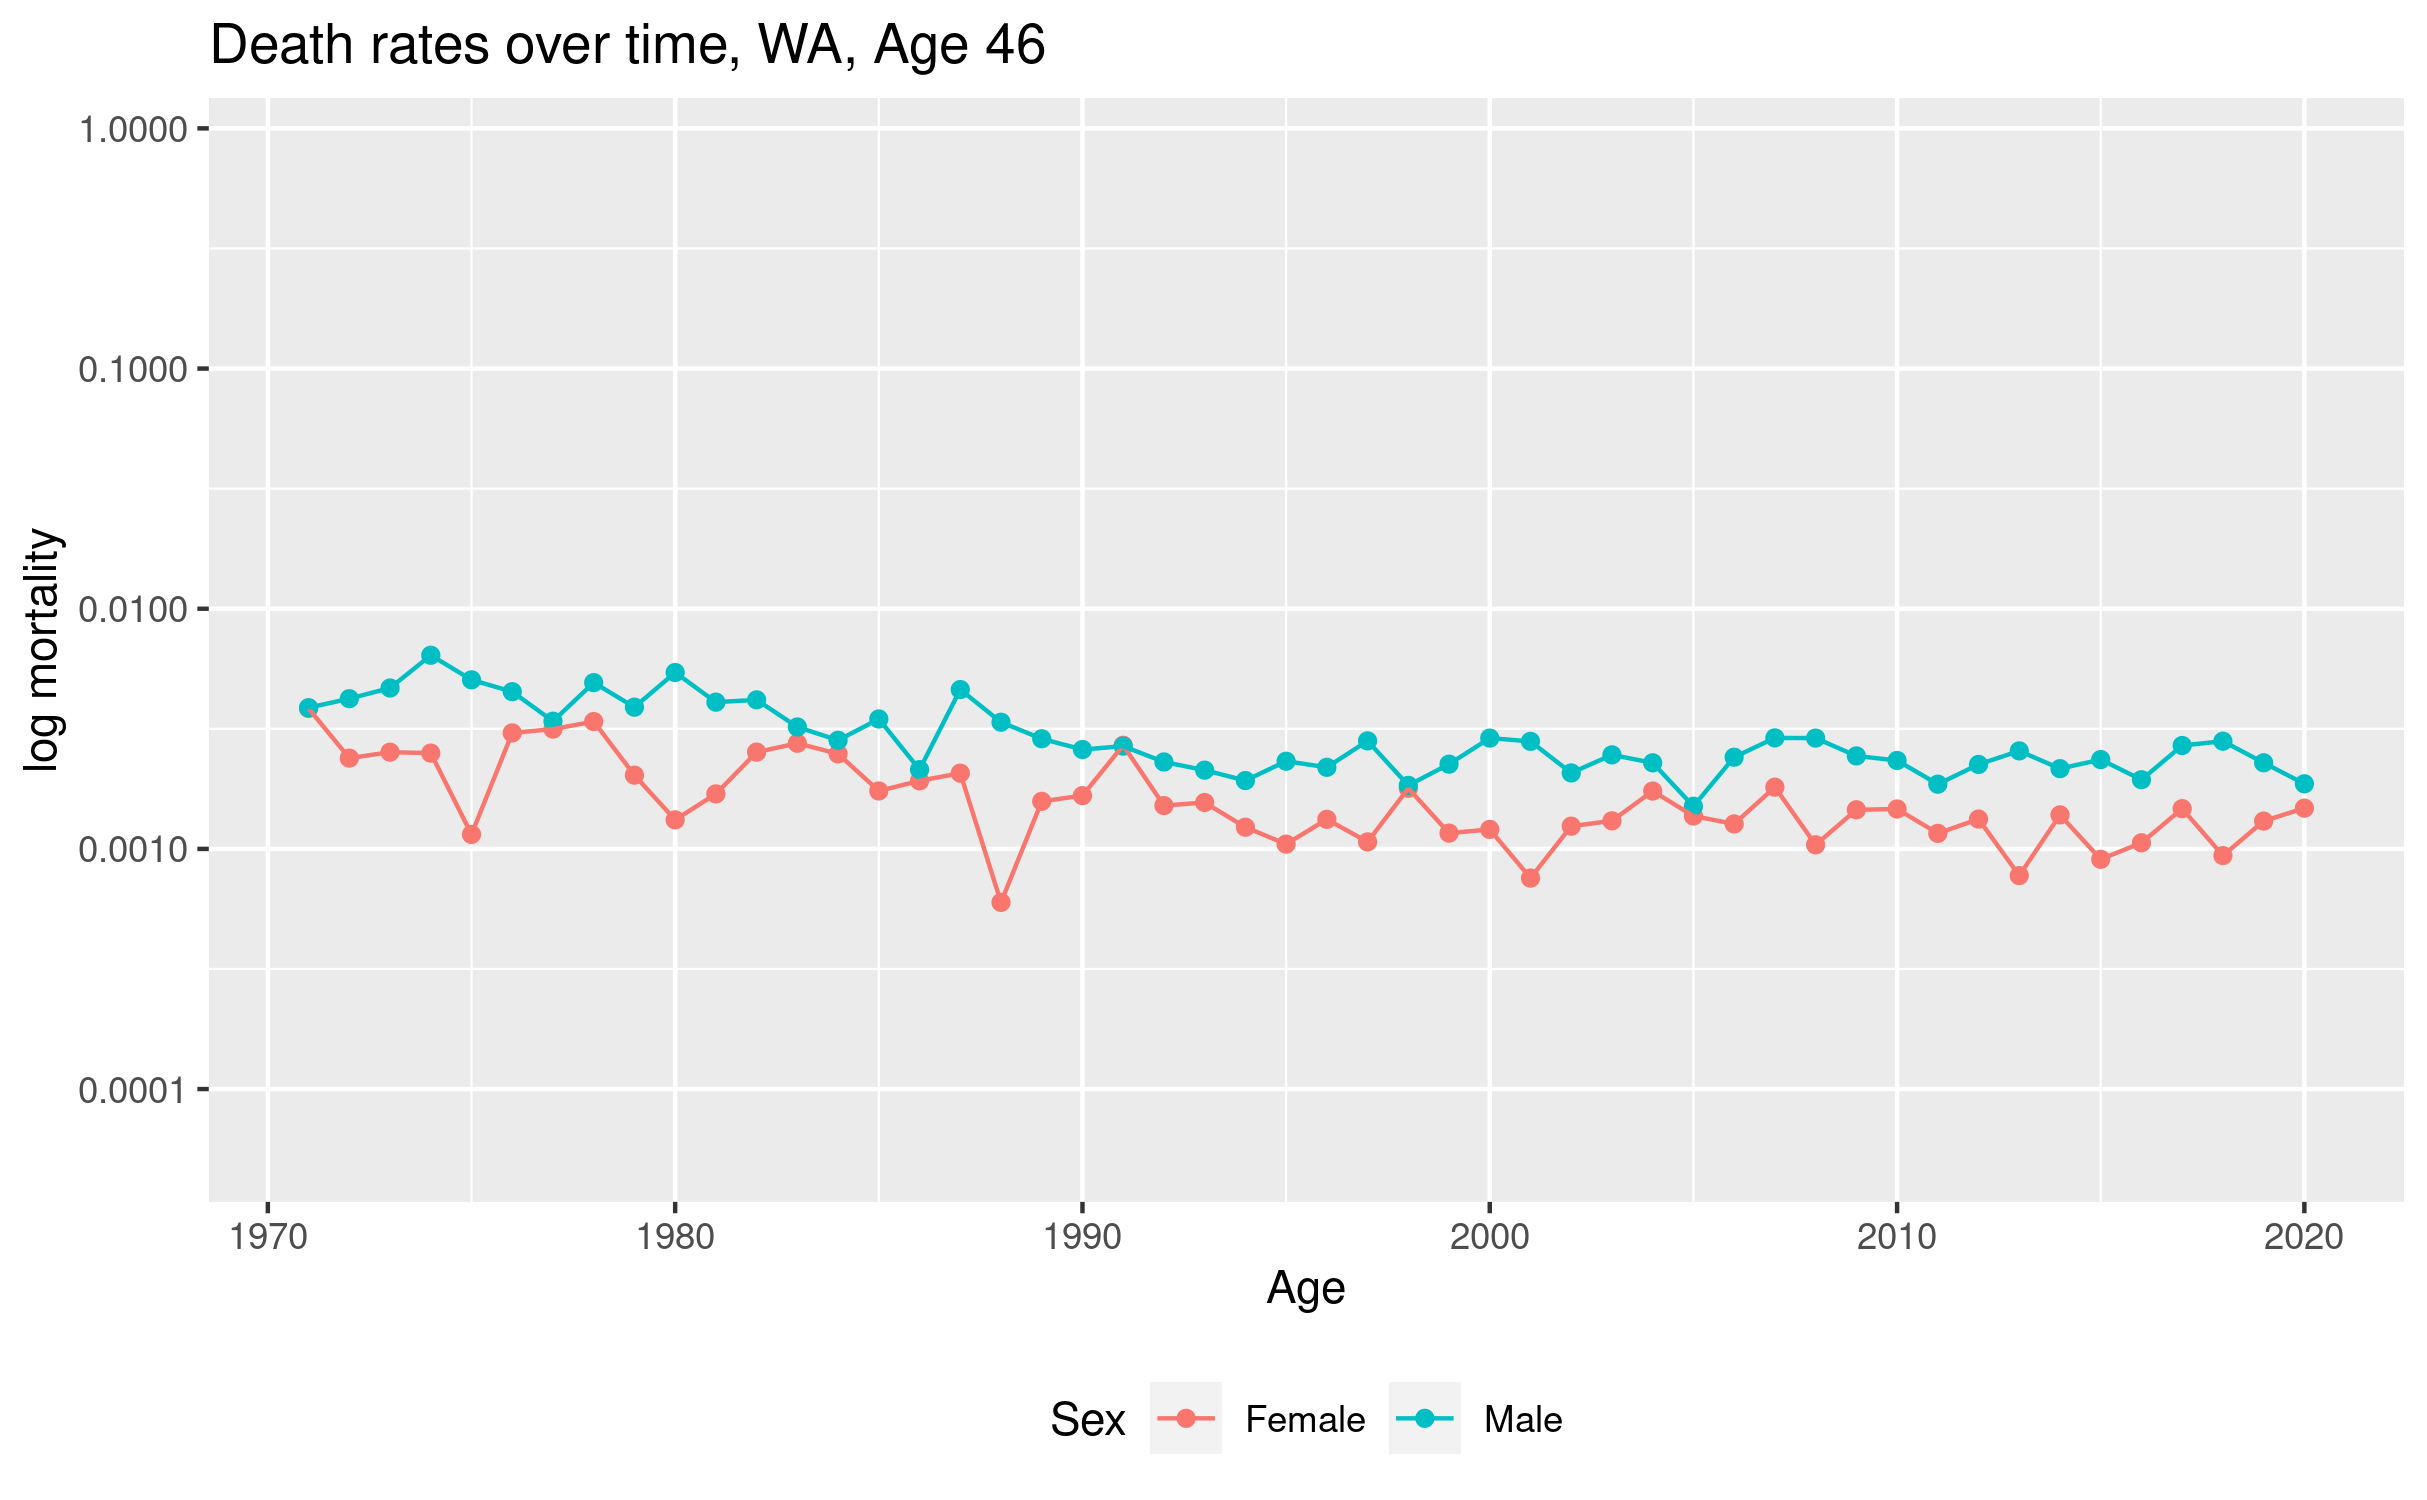 Death rates over time, WA, Age 46
log mortality
1.0000
0.1000
0.0100
0.0010
0.0001
1970 1980 1990 2000 2010 2020
Age
Sex Female Male